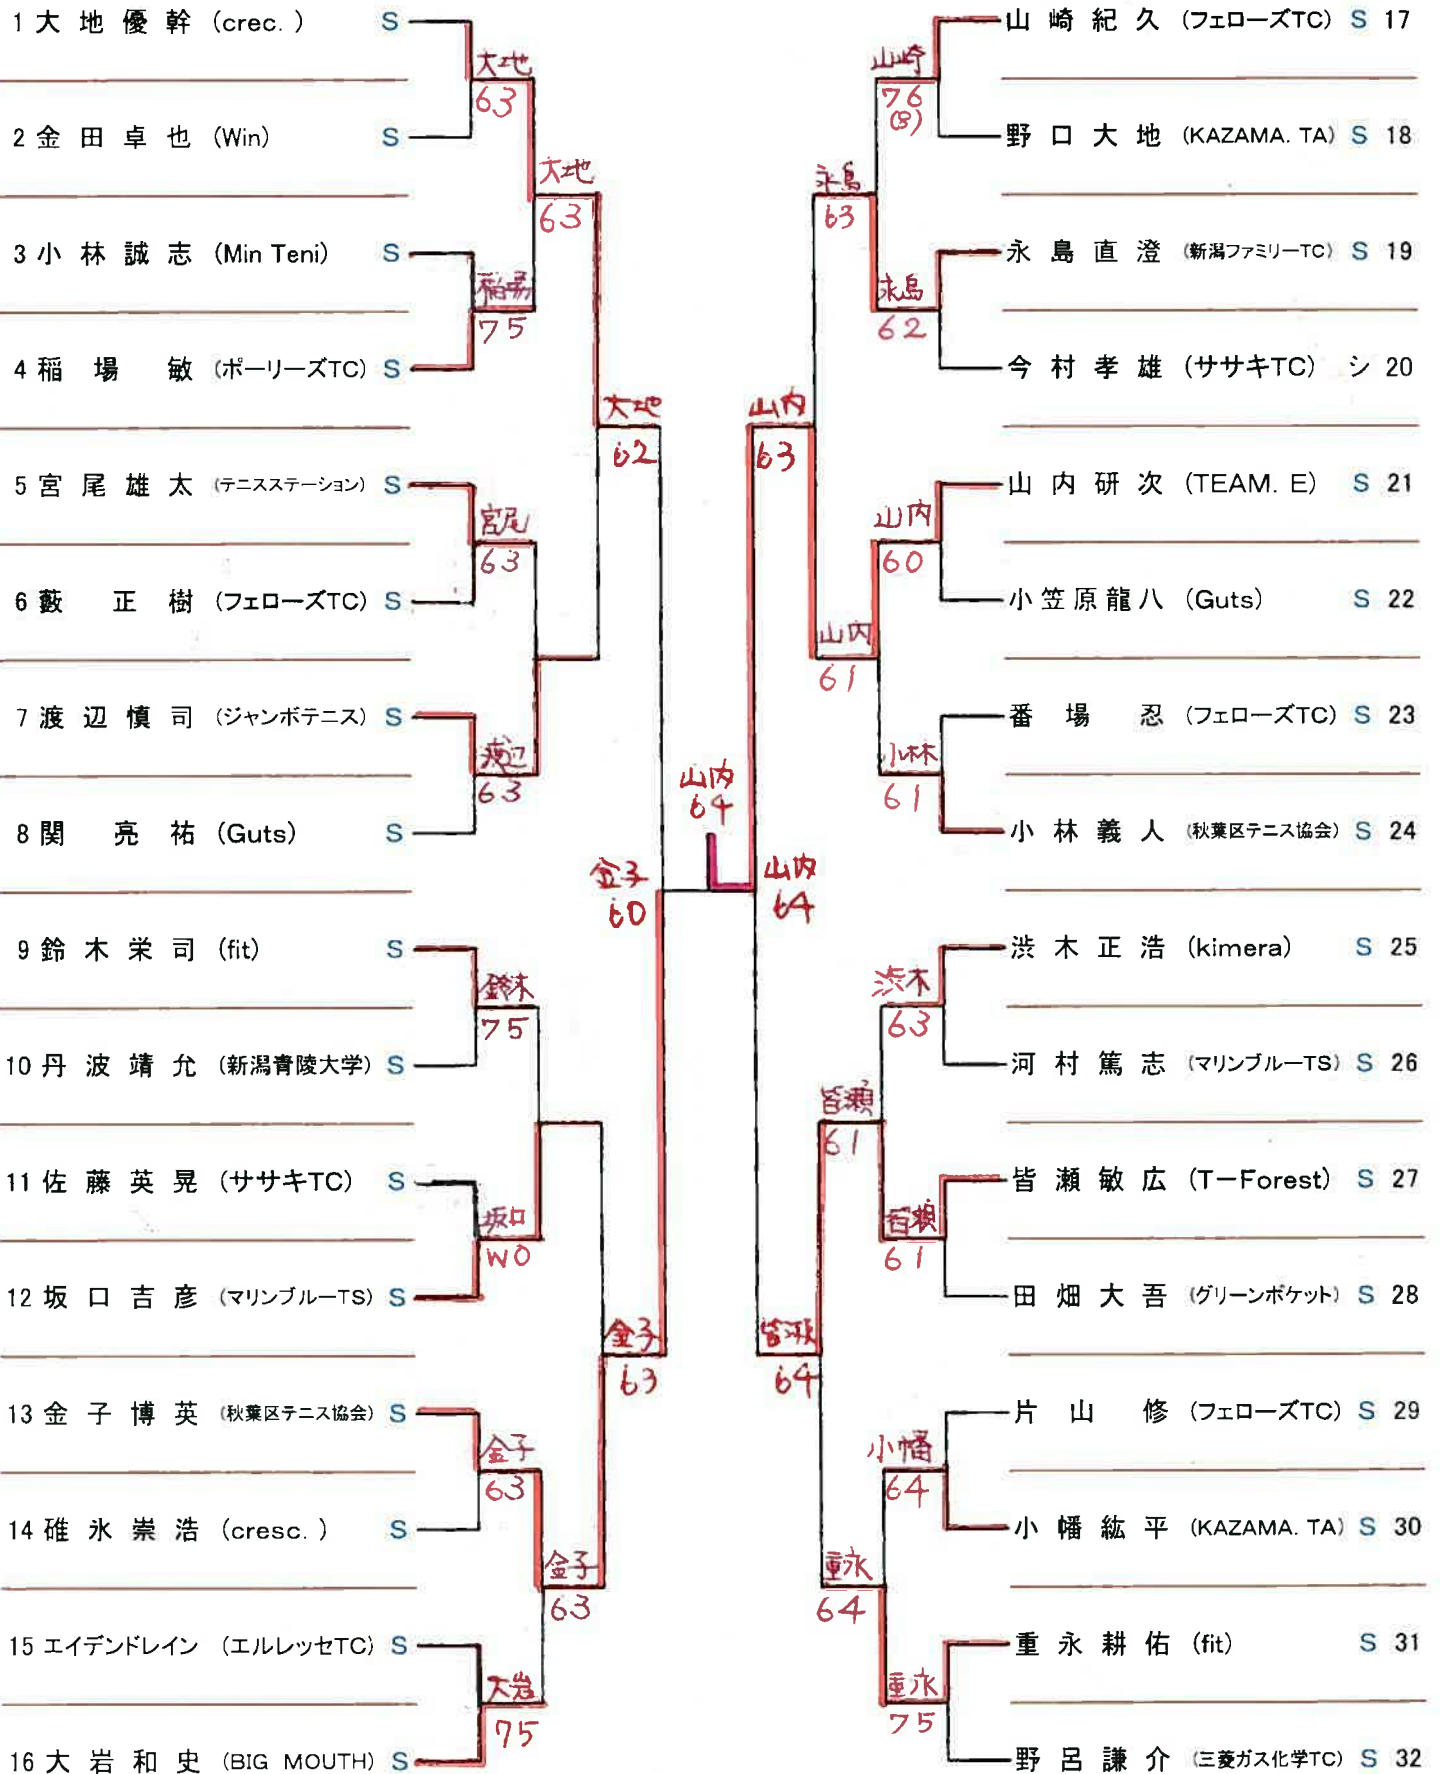 1 大地優幹 (crec. ) S
大地
63
2 金田卓也 (Win) S
大地
63
3 小林誠志 (Min Teni) S
稲場
75
4 稲場 敏 (ポーリーズTC) S
大地
62
5 宮尾雄太 (テニスステーション) S
宮尾
63
6 藪 正樹 (フェローズTC) S
7 渡辺慎司 (ジャンボテニス) S
渡辺
63
8 関 亮祐 (Guts) S
金子
60
9 鈴木栄司 (fit) S
鈴木
75
10 丹波靖允 (新潟青陵大学) S
11 佐藤英晃 (ササキTC) S
坂口
WO
12 坂口吉彦 (マリンブルーTS) S
金子
63
13 金子博英 (秋葉区テニス協会) S
金子
63
14 碓氷崇浩 (cresc. ) S
金子
63
15 エイデンドレイン (エルレッセTC) S
大岩
75
16 大岩和史 (BIG MOUTH) S
山内
64
山崎紀久 (フェローズTC) S 17
山崎
76
(8)
野口大地 (KAZAMA. TA) S 18
永島
63
永島直澄 (新潟ファミリーTC) S 19
永島
62
今村孝雄 (ササキTC) シ 20
山内
63
山内研次 (TEAM. E) S 21
山内
60
小笠原龍八 (Guts) S 22
山内
61
番場 忍 (フェローズTC) S 23
小林
61
小林義人 (秋葉区テニス協会) S 24
山内
64
渋木正浩 (kimera) S 25
渋木
63
河村篤志 (マリンブルーTS) S 26
皆瀬
61
皆瀬敏広 (T-Forest) S 27
皆瀬
61
田畑大吾 (グリーンポケット) S 28
皆瀬
64
片山 修 (フェローズTC) S 29
小幡
64
小幡紘平 (KAZAMA. TA) S 30
重永
64
重永耕佑 (fit) S 31
重永
75
野呂謙介 (三菱ガス化学TC) S 32